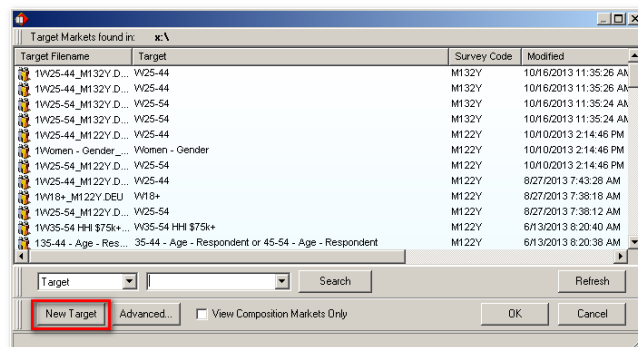 Target Markets found in: x:\
Target Filename Target Survey Code Modified
1W25-44_M132Y.D... W25-44 M132Y 10/16/2013 11:35:26 AM
1W25-44_M132Y.D... W25-44 M132Y 10/16/2013 11:35:26 AM
1W25-54_M132Y.D... W25-54 M132Y 10/16/2013 11:35:24 AM
1W25-54_M132Y.D... W25-54 M132Y 10/16/2013 11:35:24 AM
1W25-44_M122Y.D... W25-44 M122Y 10/10/2013 2:14:46 PM
1Women - Gender_... Women - Gender M122Y 10/10/2013 2:14:46 PM
1W25-54_M122Y.D... W25-54 M122Y 10/10/2013 2:14:46 PM
1W25-44_M122Y.D... W25-44 M122Y 8/27/2013 7:43:28 AM
1W18+_M122Y.DEU W18+ M122Y 8/27/2013 7:38:18 AM
1W25-54_M122Y.D... W25-54 M122Y 8/27/2013 7:38:12 AM
1W35-54 HHI $75k+... W35-54 HHI $75k+ M122Y 6/13/2013 8:20:40 AM
135-44 - Age - Res... 35-44 - Age - Respondent or 45-54 - Age - Respondent M122Y 6/13/2013 8:20:38 AM
Target Search Refresh
New Target Advanced... View Composition Markets Only OK Cancel